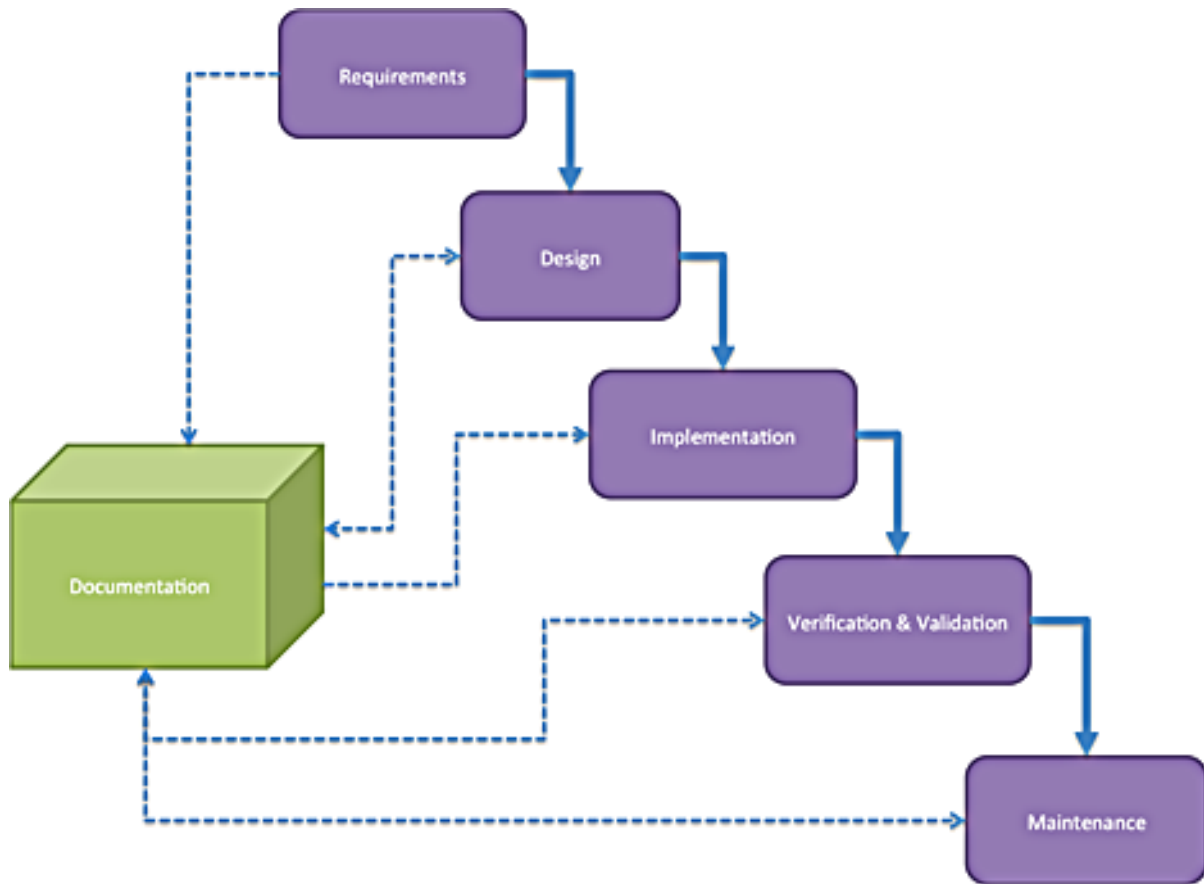 Requirements
Design
Implementation
Documentation
Verification & Validation
Maintenance